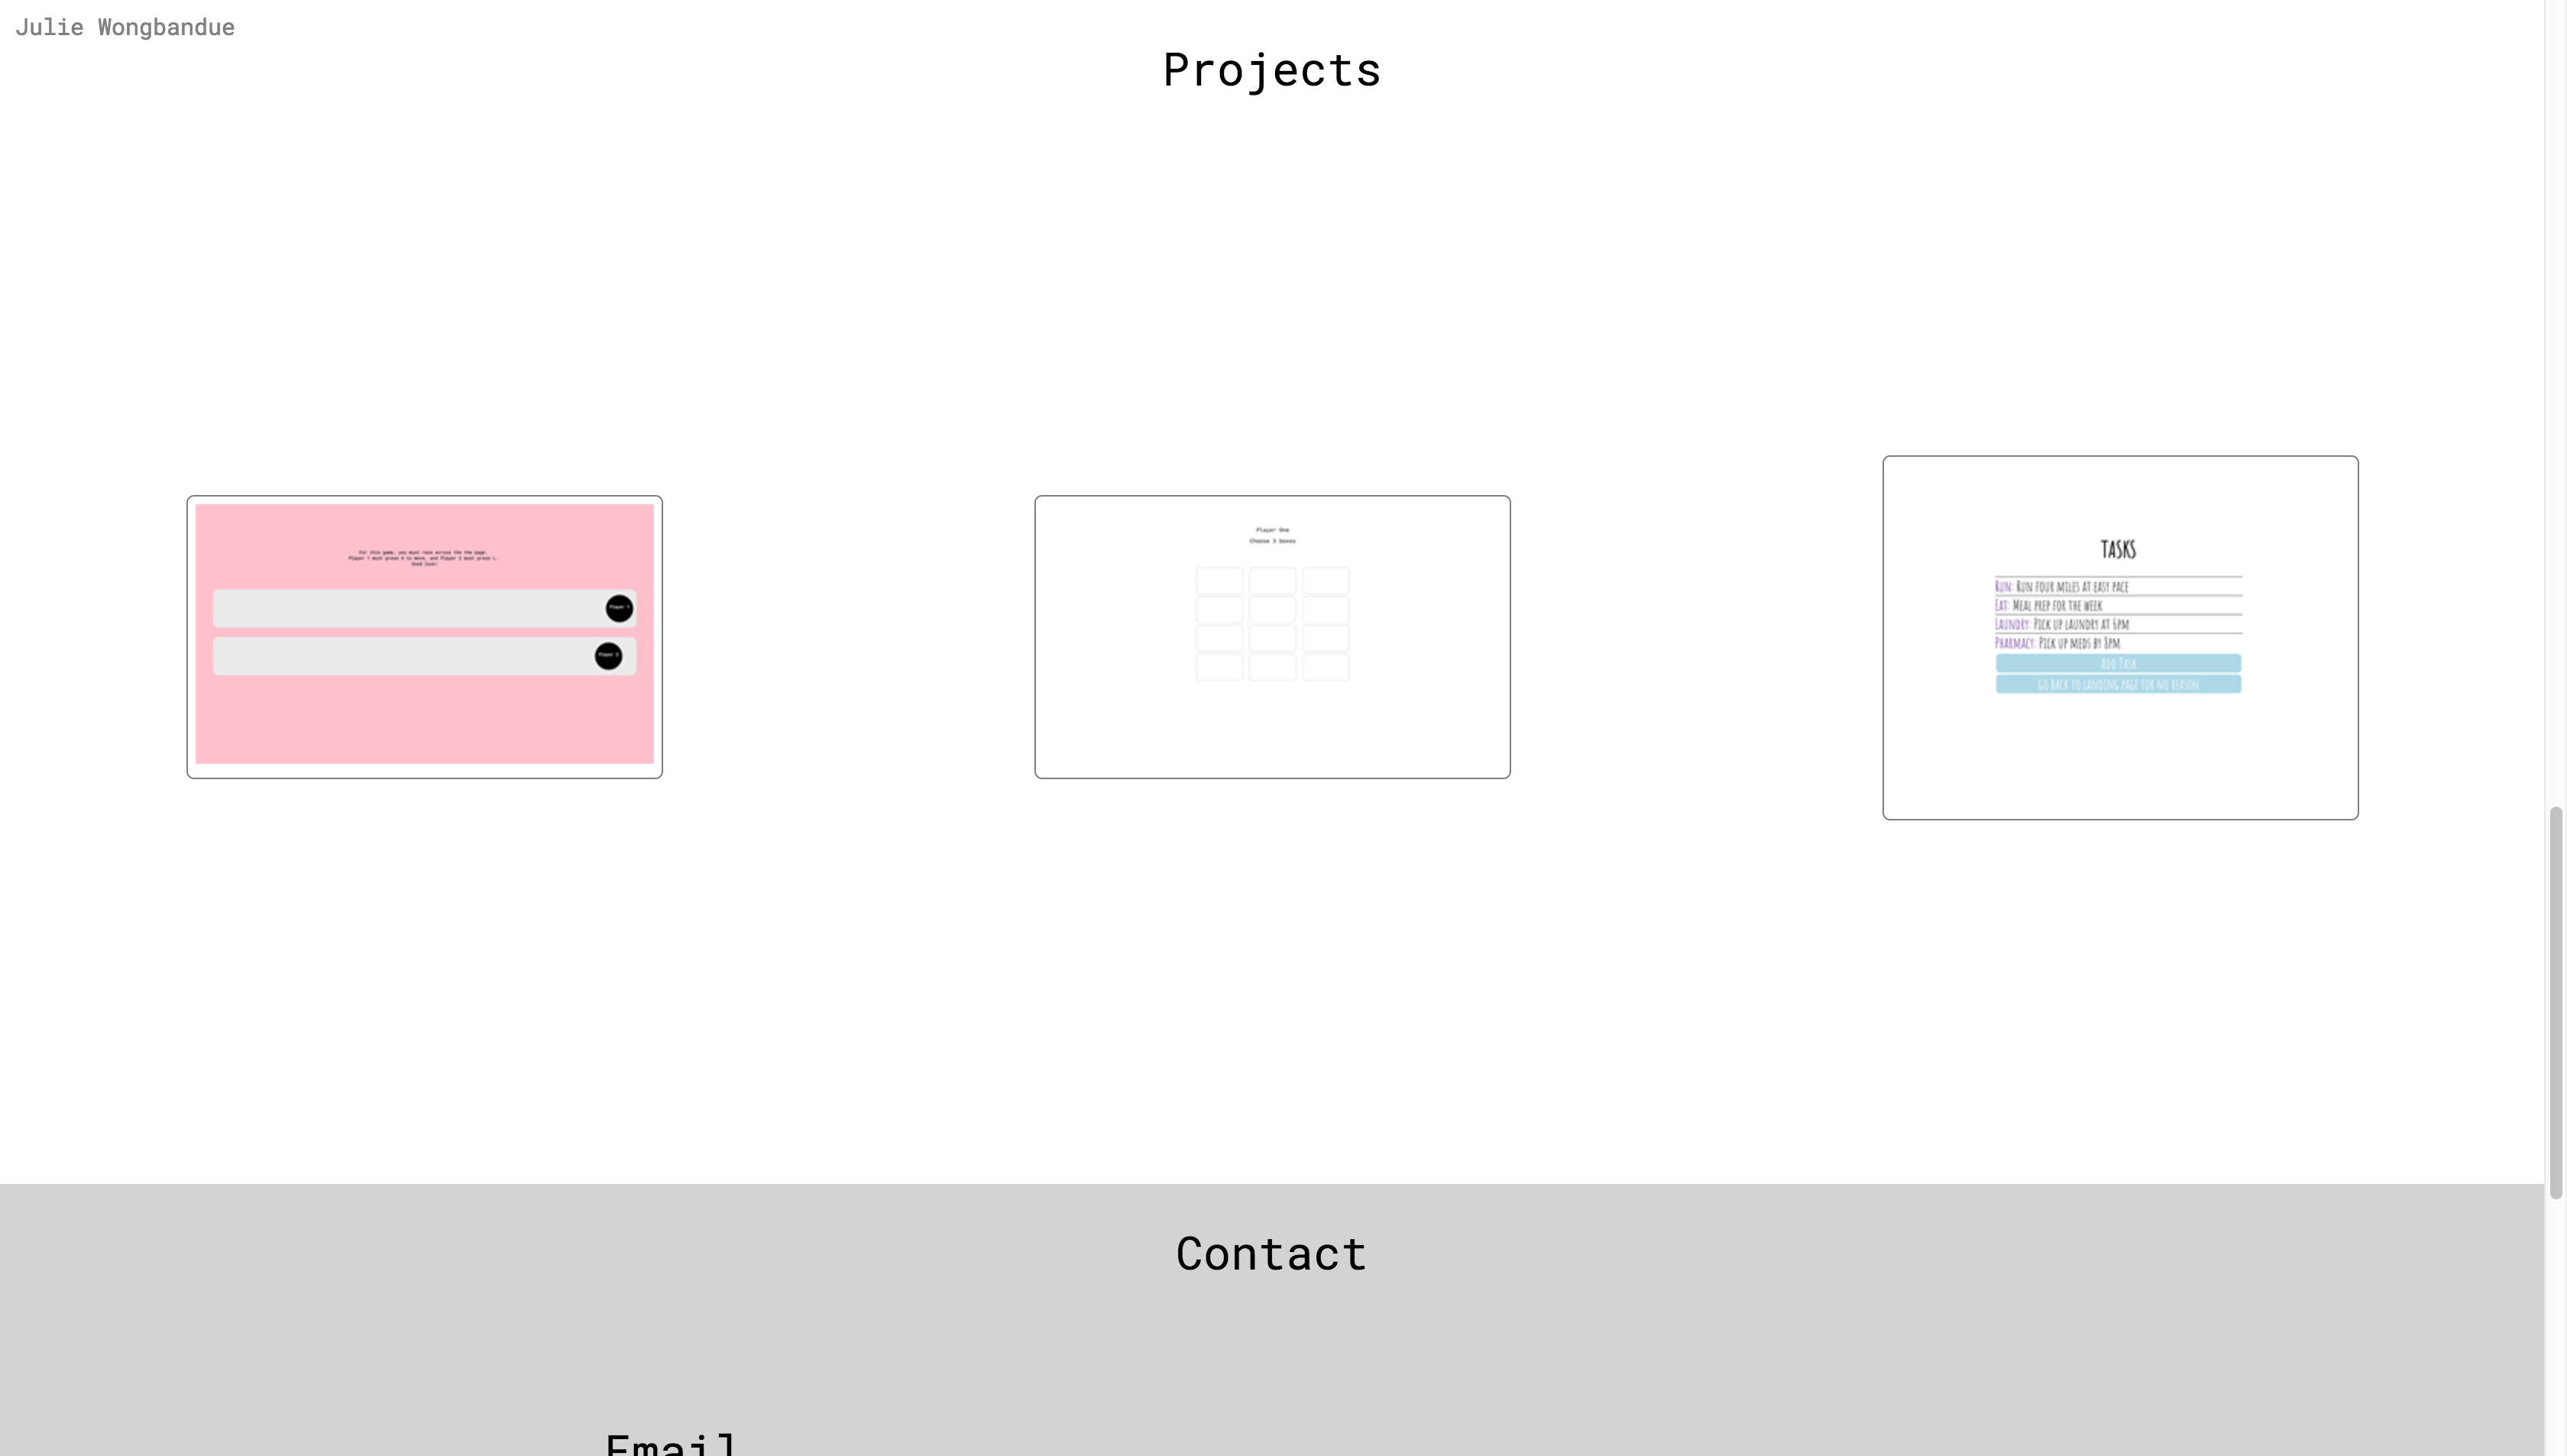 Julie Wongbandue
Projects
For this game, you must race across the the page.
Player 1 must press A to move, and Player 2 must press L.
Good luck!
Player 1
Player 2
Player One
Choose 3 boxes
TASKS
Run: Run four miles at easy pace
Eat: Meal prep for the week
Laundry: Pick up laundry at 6pm
Pharmacy: Pick up meds by 8pm
Add Task
go back to landing page for no reason
Contact
Email